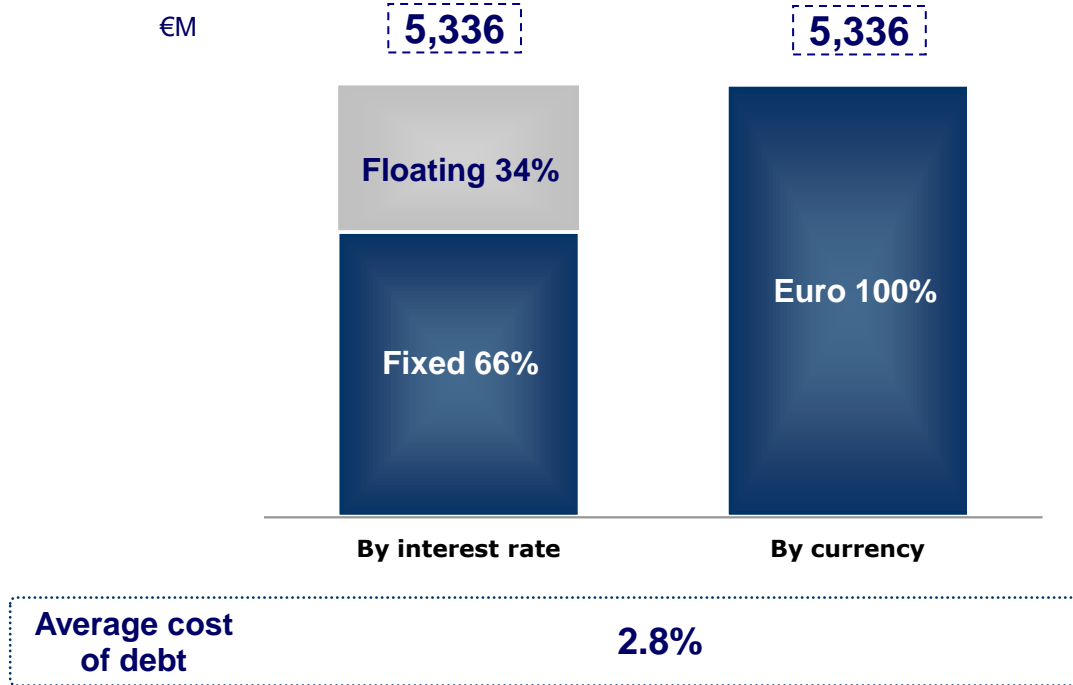 €M
5,336
5,336
Floating 34%
Fixed 66%
Euro 100%
By interest rate
By currency
Average cost
of debt
2.8%